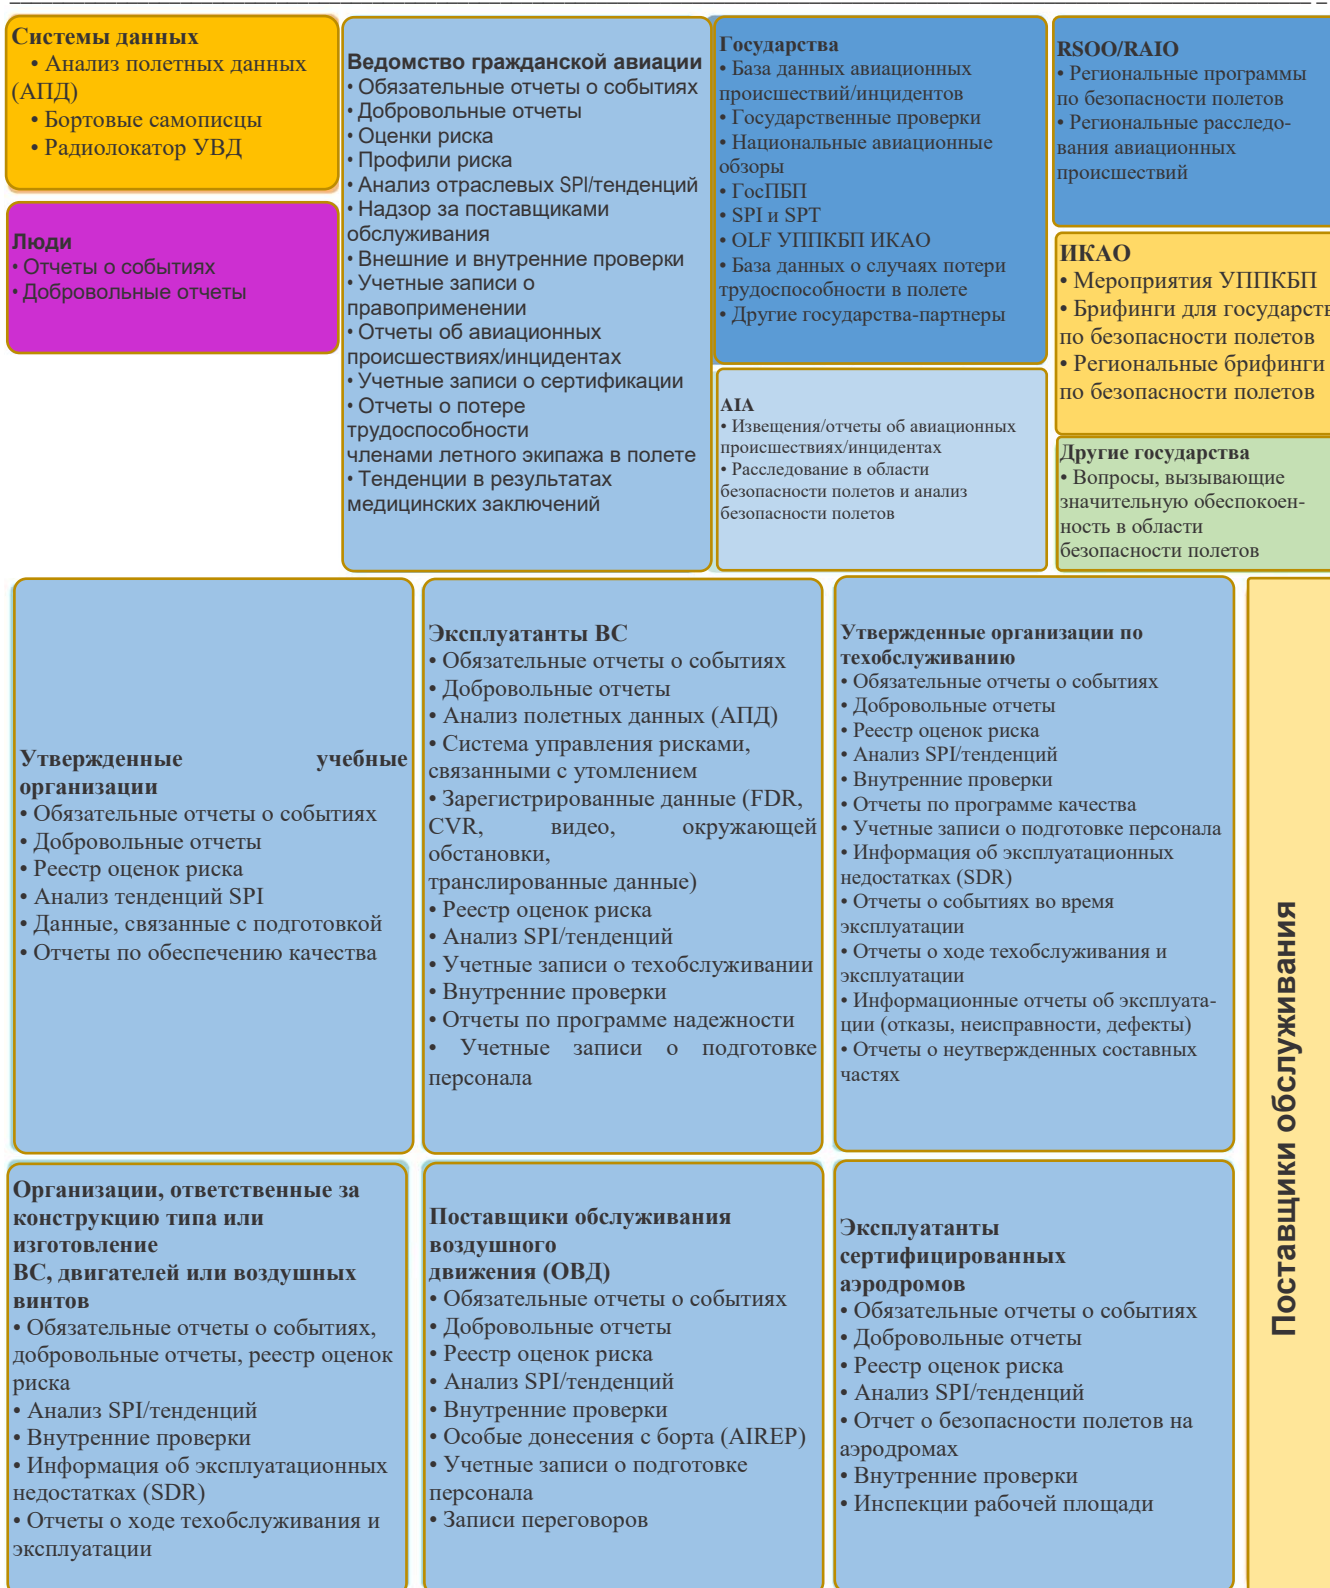 Системы данных
• Анализ полетных данных
(АПД)
• Бортовые самописцы
• Радиолокатор УВД
Люди
• Отчеты о событиях
• Добровольные отчеты
Ведомство гражданской авиации
• Обязательные отчеты о событиях
• Добровольные отчеты
• Оценки риска
• Профили риска
• Анализ отраслевых SPI/тенденций
• Надзор за поставщиками
обслуживания
• Внешние и внутренние проверки
• Учетные записи о
правоприменении
• Отчеты об авиационных
происшествиях/инцидентах
• Учетные записи о сертификации
• Отчеты о потере
трудоспособности
членами летного экипажа в полете
• Тенденции в результатах
медицинских заключений
Государства
• База данных авиационных
происшествий/инцидентов
• Государственные проверки
• Национальные авиационные
обзоры
• ГосПБП
• SPI и SPT
• OLF УППКБП ИКАО
• База данных о случаях потери
трудоспособности в полете
• Другие государства-партнеры
AIA
• Извещения/отчеты об авиационных
происшествиях/инцидентах
• Расследование в области
безопасности полетов и анализ
безопасности полетов
RSOO/RAIO
• Региональные программы
по безопасности полетов
• Региональные расследо-
вания авиационных
происшествий
ИКАО
• Мероприятия УППКБП
• Брифинги для государств
по безопасности полетов
• Региональные брифинги
по безопасности полетов
Другие государства
• Вопросы, вызывающие
значительную обеспокоен-
ность в области
безопасности полетов
Утвержденные учебные
организации
• Обязательные отчеты о событиях
• Добровольные отчеты
• Реестр оценок риска
• Анализ тенденций SPI
• Данные, связанные с подготовкой
• Отчеты по обеспечению качества
Эксплуатанты ВС
• Обязательные отчеты о событиях
• Добровольные отчеты
• Анализ полетных данных (АПД)
• Система управления рисками,
связанными с утомлением
• Зарегистрированные данные (FDR,
CVR, видео, окружающей
обстановки,
транслированные данные)
• Реестр оценок риска
• Анализ SPI/тенденций
• Учетные записи о техобслуживании
• Внутренние проверки
• Отчеты по программе надежности
• Учетные записи о подготовке
персонала
Утвержденные организации по
техобслуживанию
• Обязательные отчеты о событиях
• Добровольные отчеты
• Реестр оценок риска
• Анализ SPI/тенденций
• Внутренние проверки
• Отчеты по программе качества
• Учетные записи о подготовке персонала
• Информация об эксплуатационных
недостатках (SDR)
• Отчеты о событиях во время
эксплуатации
• Отчеты о ходе техобслуживания и
эксплуатации
• Информационные отчеты об эксплуата-
ции (отказы, неисправности, дефекты)
• Отчеты о неутвержденных составных
частях
Организации, ответственные за
конструкцию типа или
изготовление
ВС, двигателей или воздушных
винтов
• Обязательные отчеты о событиях,
добровольные отчеты, реестр оценок
риска
• Анализ SPI/тенденций
• Внутренние проверки
• Информация об эксплуатационных
недостатках (SDR)
• Отчеты о ходе техобслуживания и
эксплуатации
Поставщики обслуживания
воздушного
движения (ОВД)
• Обязательные отчеты о событиях
• Добровольные отчеты
• Реестр оценок риска
• Анализ SPI/тенденций
• Внутренние проверки
• Особые донесения с борта (AIREP)
• Учетные записи о подготовке
персонала
• Записи переговоров
Эксплуатанты
сертифицированных
аэродромов
• Обязательные отчеты о событиях
• Добровольные отчеты
• Реестр оценок риска
• Анализ SPI/тенденций
• Отчет о безопасности полетов на
аэродромах
• Внутренние проверки
• Инспекции рабочей площади
Поставщики обслуживания